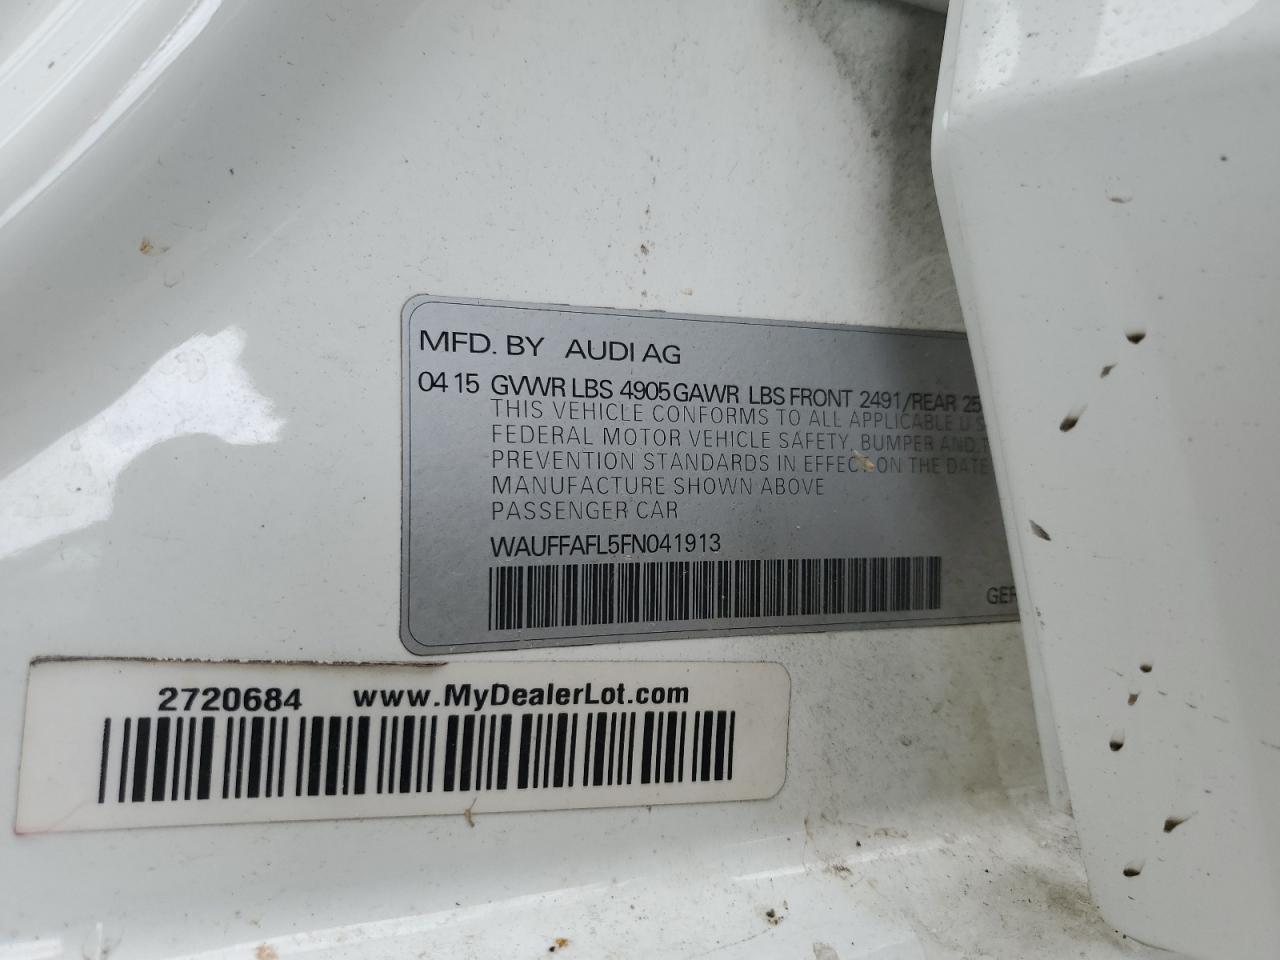 MFD. BY AUDI AG
04 15 GVWR LBS 4905 GAWR LBS FRONT 2491/REAR 25
THIS VEHICLE CONFORMS TO ALL APPLICABLE U.S.
FEDERAL MOTOR VEHICLE SAFETY, BUMPER AND
PREVENTION STANDARDS IN EFFECT ON THE DATE
MANUFACTURE SHOWN ABOVE
PASSENGER CAR
WAUFFAFL5FN041913
GER
2720684 www.MyDealerLot.com